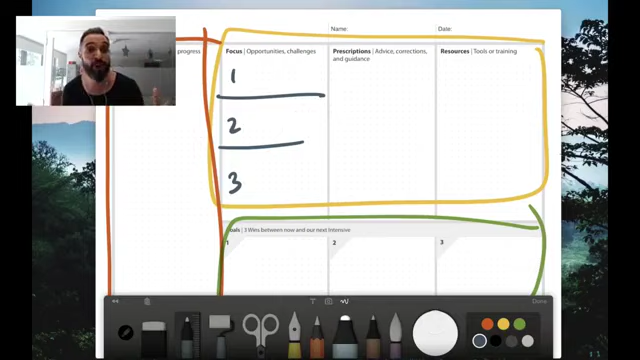 Name:
Date:
progress
Focus | Opportunities, challenges
Prescriptions | Advice, corrections, and guidance
Resources | Tools or training
1
2
3
Goals | 3 Wins between now and our next Intensive
1
2
3
Done